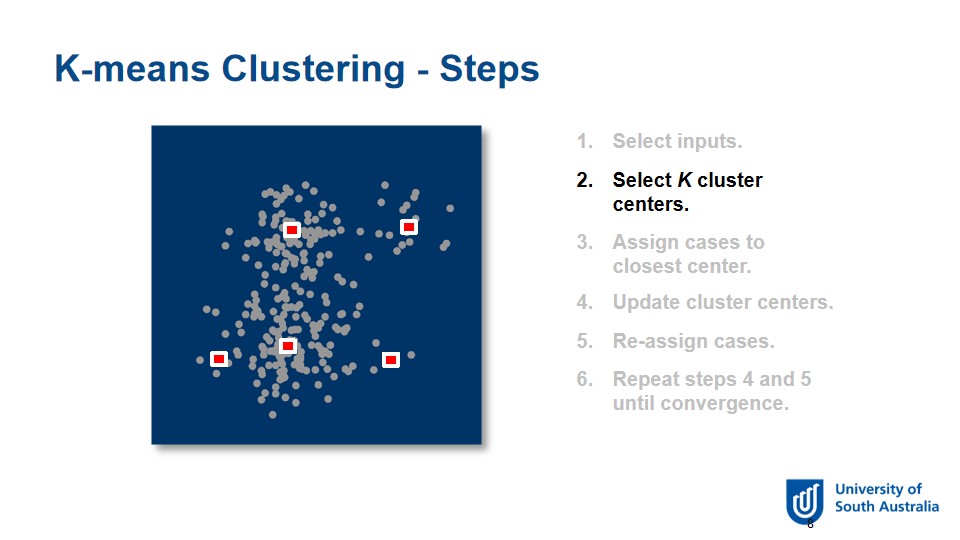 K-means Clustering - Steps
1. Select inputs.
2. Select K cluster
centers.
3. Assign cases to
closest center.
4. Update cluster centers.
5. Re-assign cases.
6. Repeat steps 4 and 5
until convergence.
University of
South Australia
8